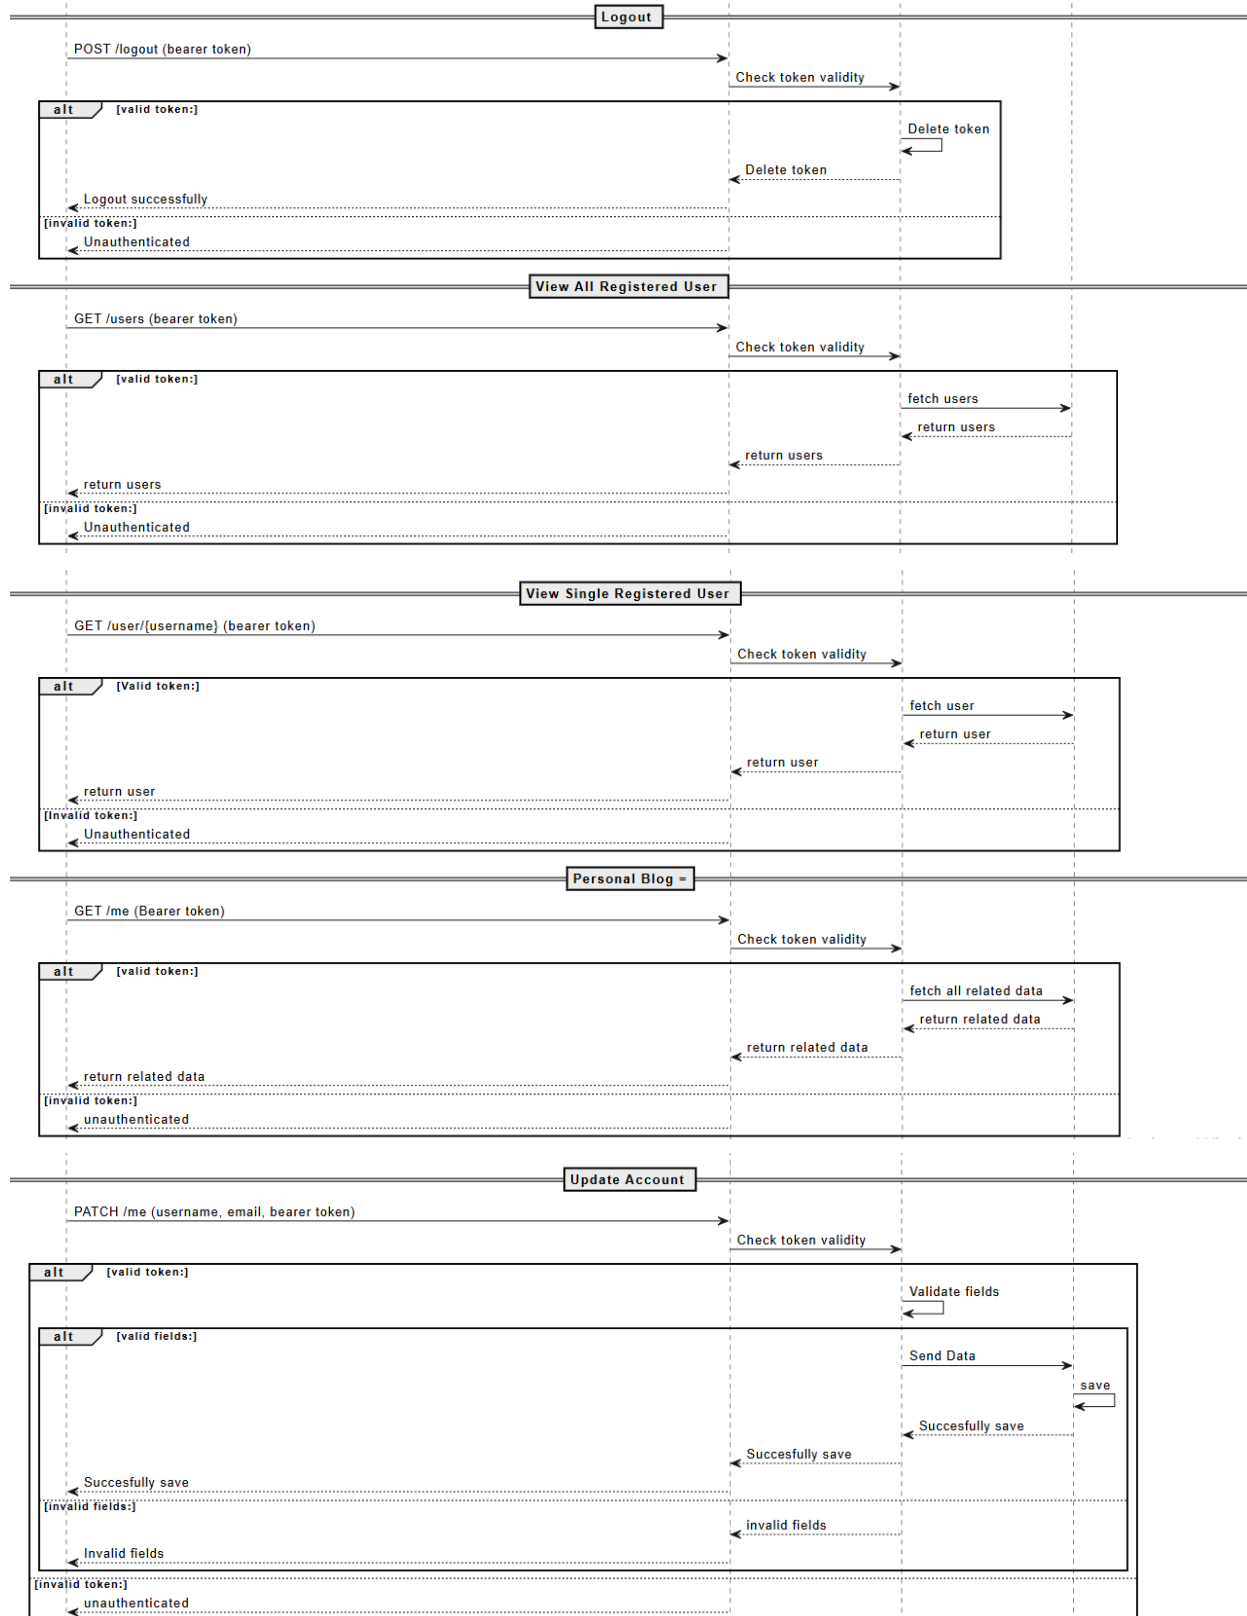 Logout
POST /logout (bearer token)
Check token validity
alt [valid token:]
Delete token
Delete token
Logout successfully
[invalid token:]
Unauthenticated
View All Registered User
GET /users (bearer token)
Check token validity
alt [valid token:]
fetch users
return users
return users
return users
[invalid token:]
Unauthenticated
View Single Registered User
GET /user/{username} (bearer token)
Check token validity
alt [Valid token:]
fetch user
return user
return user
return user
[Invalid token:]
Unauthenticated
Personal Blog =
GET /me (Bearer token)
Check token validity
alt [valid token:]
fetch all related data
return related data
return related data
return related data
[invalid token:]
unauthenticated
Update Account
PATCH /me (username, email, bearer token)
Check token validity
alt [valid token:]
Validate fields
alt [valid fields:]
Send Data
save
Succesfully save
Succesfully save
Succesfully save
[invalid fields:]
invalid fields
Invalid fields
[invalid token:]
unauthenticated